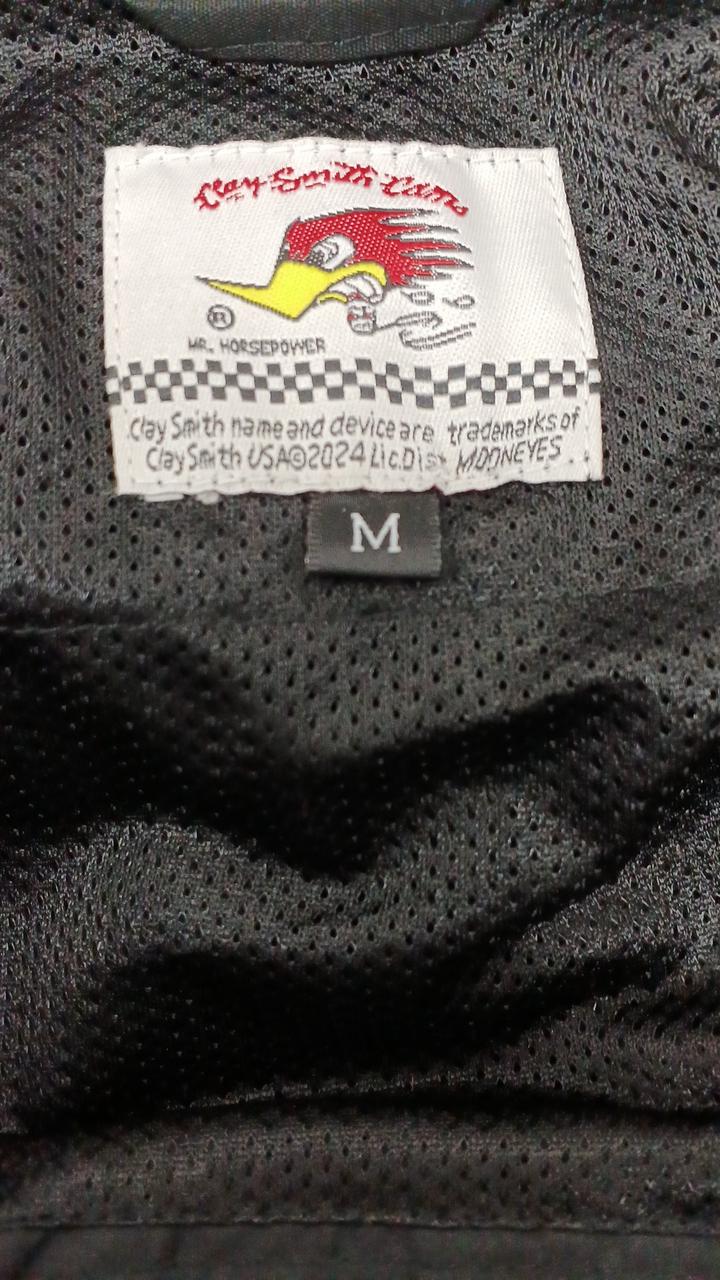 Clay Smith Cams
®
MR. HORSEPOWER
Clay Smith name and device are trademarks of
Clay Smith USA©2024 Lic.Dist MOONEYES
M